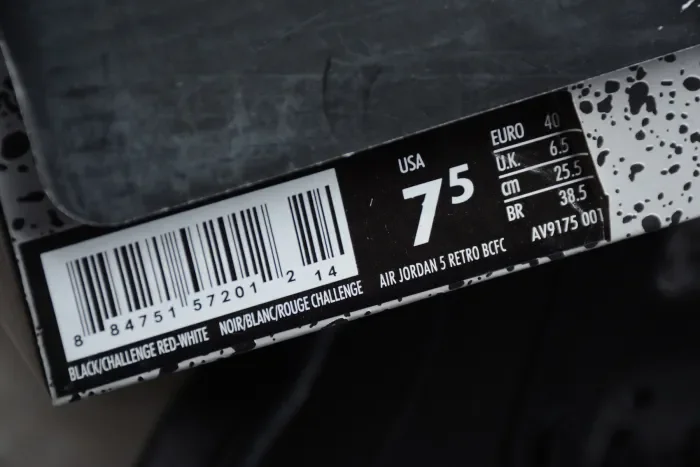 USA
7⁵
EURO 40
U.K. 6.5
cm 25.5
BR 38.5
AV9175 001
AIR JORDAN 5 RETRO BCFC
8 84751 57201 2 14
BLACK/CHALLENGE RED-WHITE NOIR/BLANC/ROUGE CHALLENGE